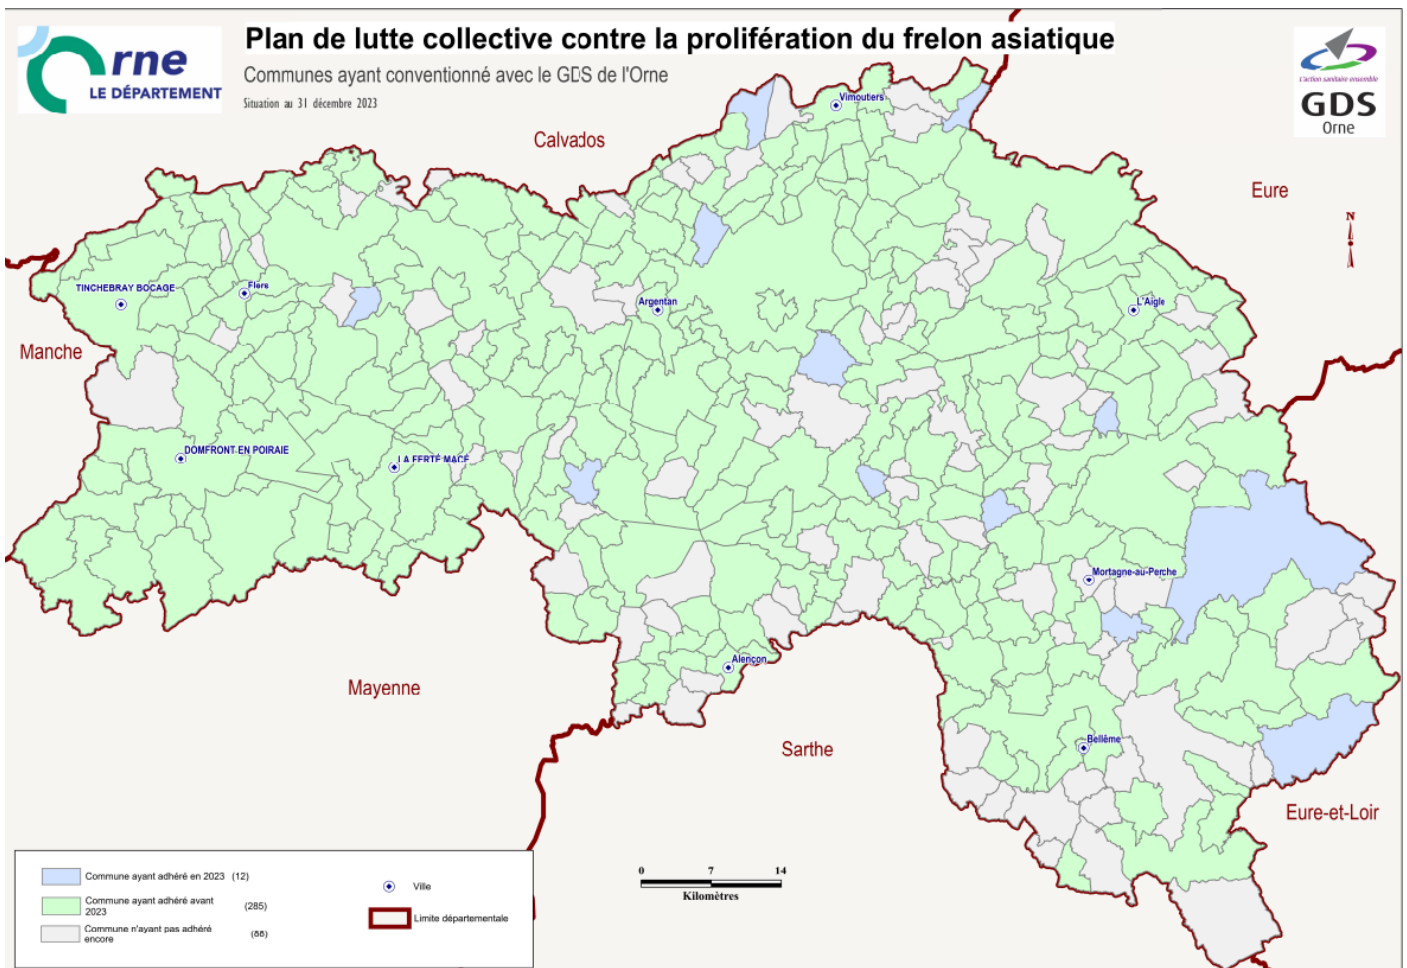 Orne
LE DÉPARTEMENT
Plan de lutte collective contre la prolifération du frelon asiatique
Communes ayant conventionné avec le GDS de l'Orne
Situation au 31 décembre 2023
L'action sanitaire ensemble
GDS
Orne
Calvados
Vimoutiers
Eure
N
TINCHEBRAY BOCAGE
Flers
Argentan
L'Aigle
Manche
DOMFRONT EN POIRAIE
LA FERTÉ MACÉ
Mortagne-au-Perche
Alençon
Mayenne
Sarthe
Bellême
Eure-et-Loir
Commune ayant adhéré en 2023 (12)
Commune ayant adhéré avant
2023 (285)
Commune n'ayant pas adhéré
encore (88)
Ville
Limite départementale
0 7 14
Kilomètres